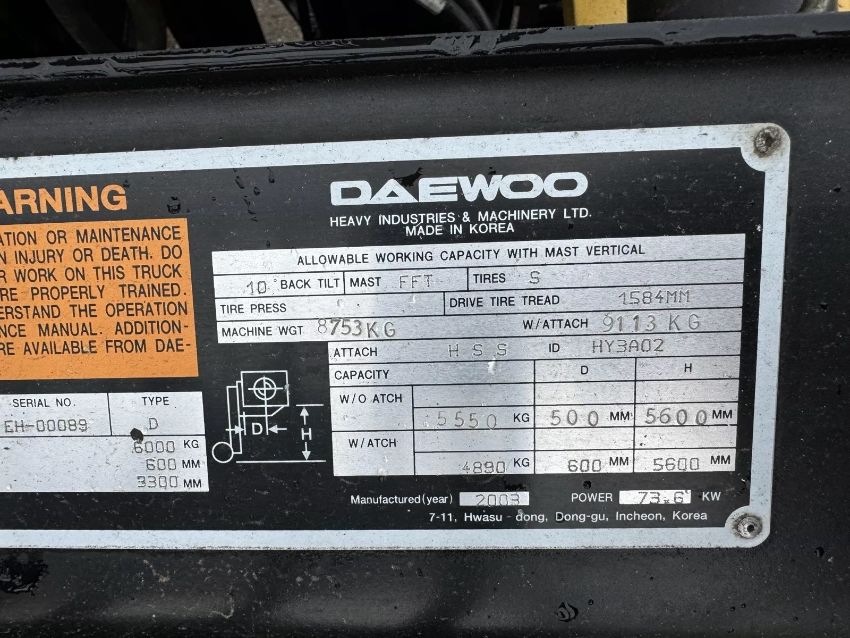 ARNING
ATION OR MAINTENANCE
N INJURY OR DEATH. DO
R WORK ON THIS TRUCK
RE PROPERLY TRAINED.
ERSTAND THE OPERATION
NCE MANUAL. ADDITION-
RE AVAILABLE FROM DAE-
SERIAL NO. TYPE
EH-00089 D
6000 KG
600 MM
3300 MM
DAEWOO
HEAVY INDUSTRIES & MACHINERY LTD.
MADE IN KOREA
ALLOWABLE WORKING CAPACITY WITH MAST VERTICAL
10° BACK TILT MAST FFT TIRES S
TIRE PRESS DRIVE TIRE TREAD 1584MM
MACHINE WGT 8753KG W/ATTACH 9113KG
ATTACH HSS ID HY3A02
CAPACITY D H
W/O ATCH
5550 KG 500 MM 5600 MM
W/ATCH
4890 KG 600 MM 5600 MM
D H
Manufactured(year) 2003 POWER 73.6 KW
7-11, Hwasu-dong, Dong-gu, Incheon, Korea